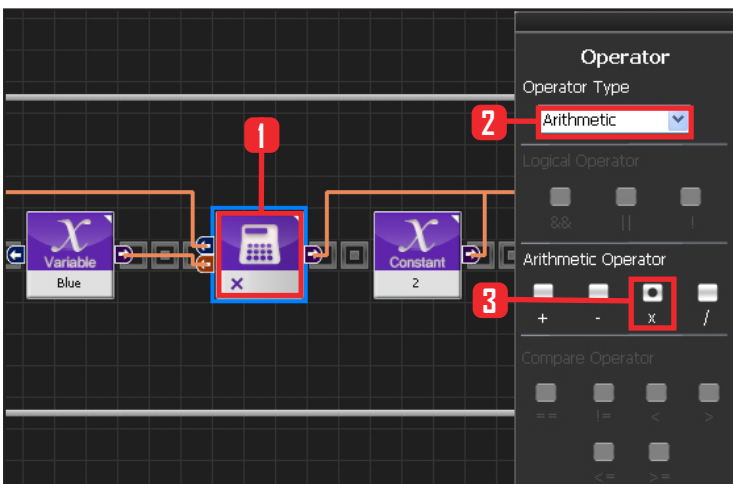 Operator
Operator Type
Arithmetic
Logical Operator
&& || !
Arithmetic Operator
+ - x /
Compare Operator
== != < >
<= >=
1
2
3
X
Variable
Blue
X
Constant
2